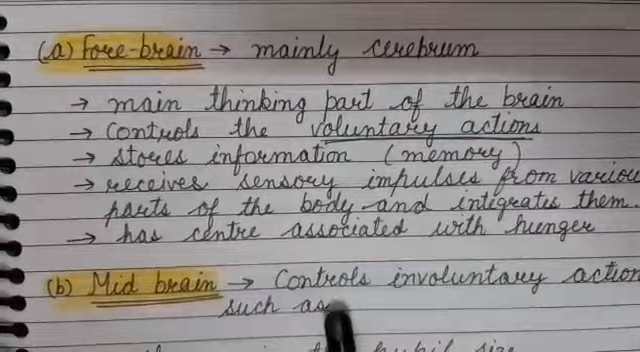 (a) Fore-brain → mainly cerebrum
→ main thinking part of the brain
→ Controls the voluntary actions
→ stores information (memory)
→ receives sensory impulses from various
parts of the body and integrates them.
→ has centre associated with hunger
(b) Mid brain → Controls involuntary action
such as
pupil size